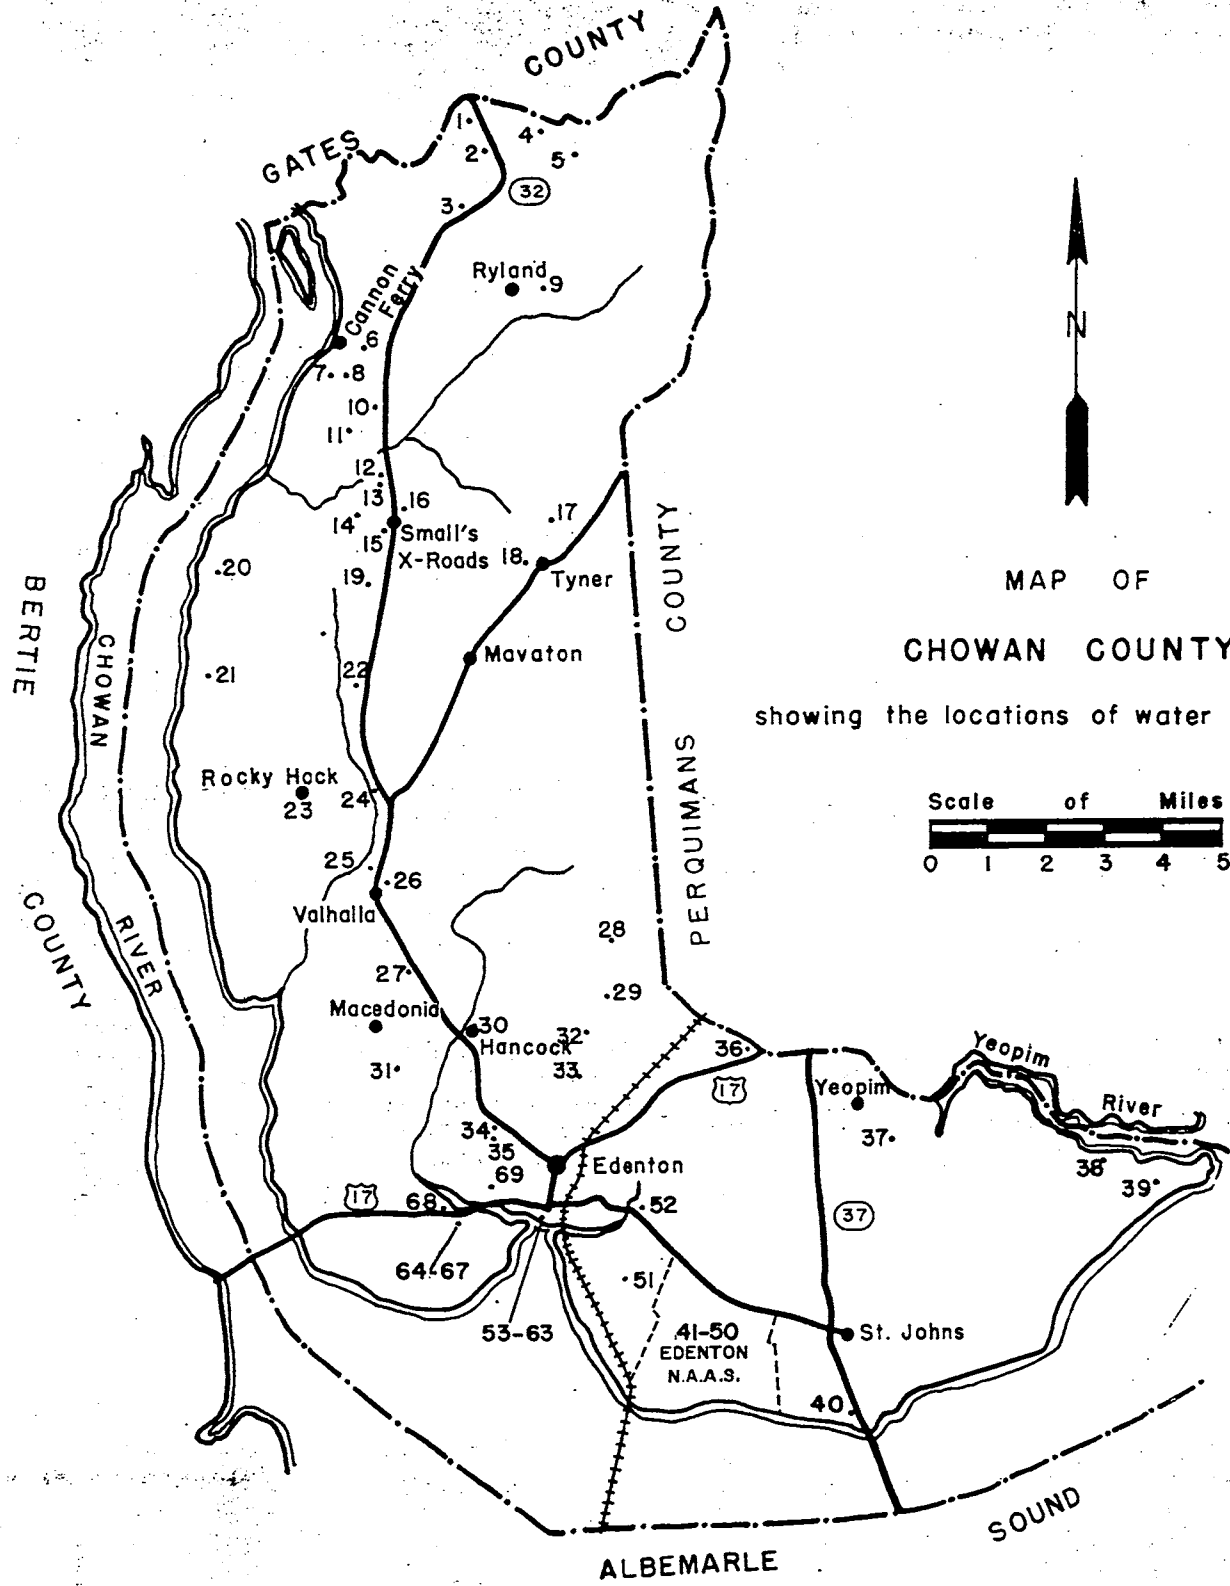 COUNTY
GATES
1
4
2
5
32
3
Ryland
9
Cannon
Ferry
6
7
8
N
10
11
12
13
16
14
17
15
Small's
X-Roads
18
Tyner
20
19
COUNTY
MAP OF
BERTIE
CHOWAN
CHOWAN COUNTY
Mavaton
21
22
showing the locations of water
PERQUIMANS
Rocky Hock
23
24
Scale of Miles
0 1 2 3 4 5
25
26
Valhalla
COUNTY
RIVER
28
27
29
Macedonia
30
Hancock
32
31
33
36
17
Yeopim
River
Yeopim
37
38
39
34
35
Edenton
69
17
68
52
37
64-67
51
53-63
41-50
EDENTON
N.A.A.S.
St. Johns
40
SOUND
ALBEMARLE